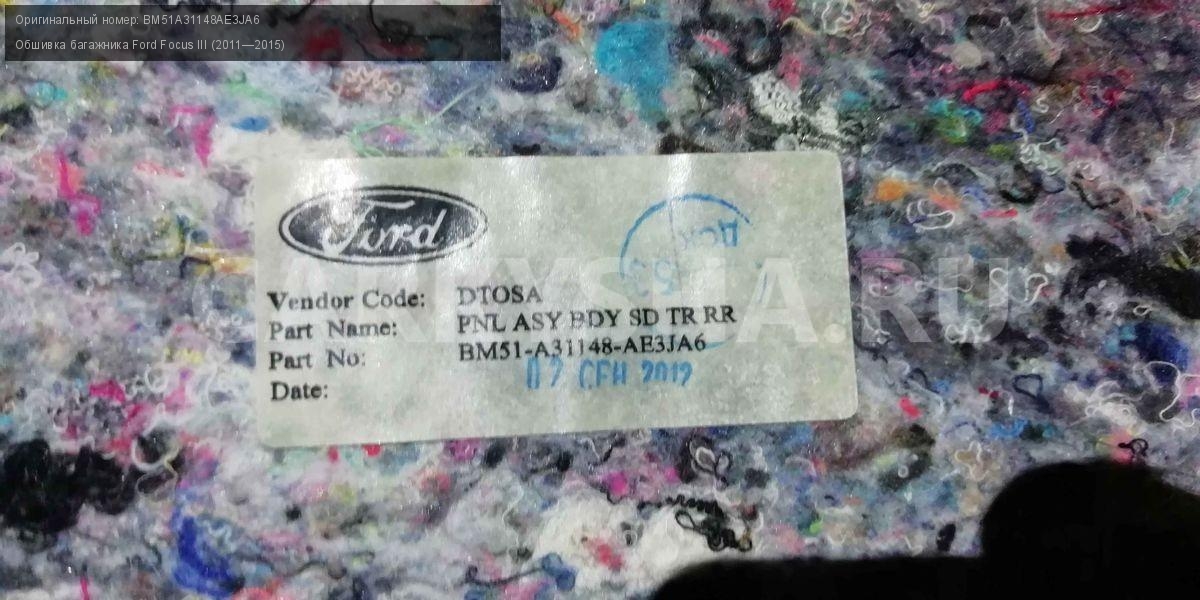 Оригинальный номер: BM51A31148AE3JA6
Обшивка багажника Ford Focus III (2011—2015)
Ford
Vendor Code: DTOSA
Part Name: PNL ASY BDY SD TR RR
Part No: BM51-A31148-AE3JA6
Date: 02 СЕН 2012